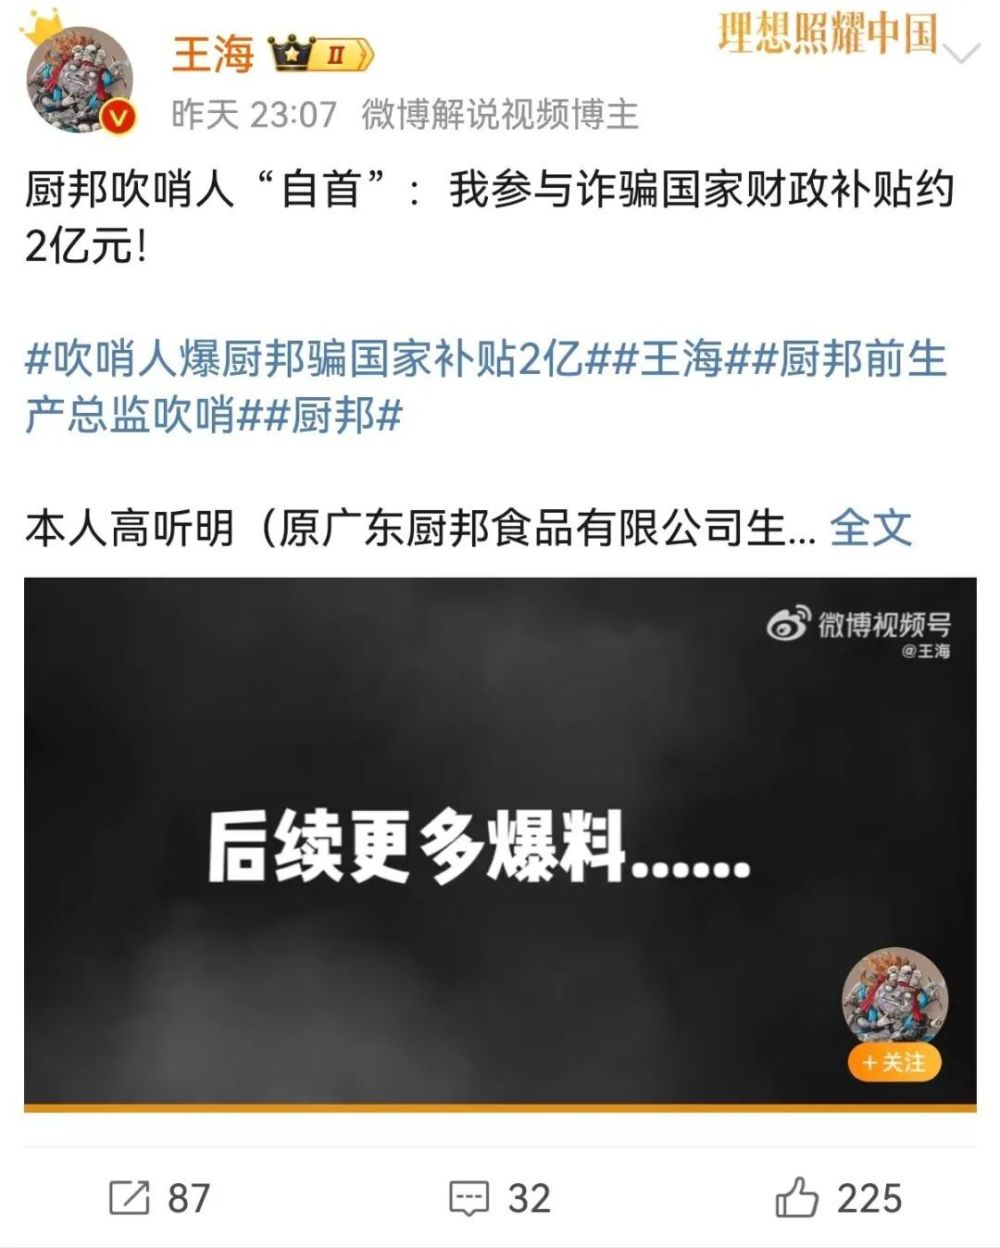 王海 II
理想照耀中国
昨天 23:07 微博解说视频博主
厨邦吹哨人“自首”：我参与诈骗国家财政补贴约
2亿元！
#吹哨人爆厨邦骗国家补贴2亿##王海##厨邦前生
产总监吹哨##厨邦#
本人高听明（原广东厨邦食品有限公司生... 全文
微博视频号
@王海
后续更多爆料......
+关注
87 32 225